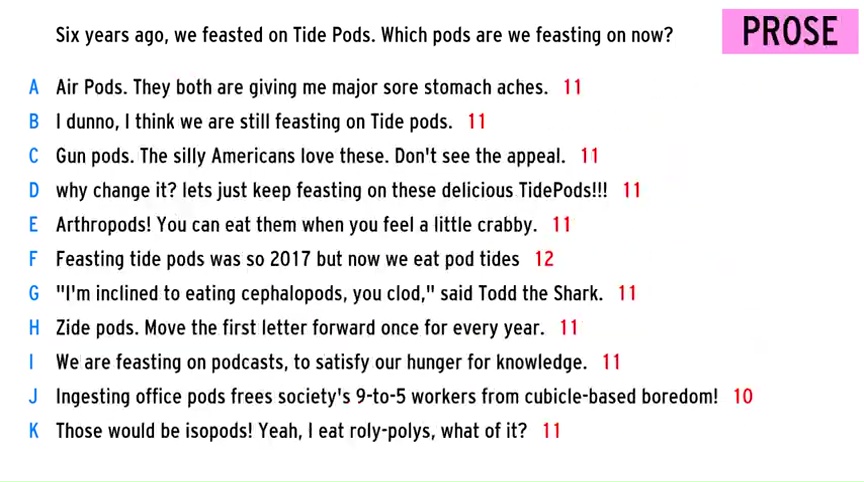 Six years ago, we feasted on Tide Pods. Which pods are we feasting on now?
PROSE
A Air Pods. They both are giving me major sore stomach aches. 11
B I dunno, I think we are still feasting on Tide pods. 11
C Gun pods. The silly Americans love these. Don't see the appeal. 11
D why change it? lets just keep feasting on these delicious TidePods!!! 11
E Arthropods! You can eat them when you feel a little crabby. 11
F Feasting tide pods was so 2017 but now we eat pod tides 12
G "I'm inclined to eating cephalopods, you clod," said Todd the Shark. 11
H Zide pods. Move the first letter forward once for every year. 11
I We are feasting on podcasts, to satisfy our hunger for knowledge. 11
J Ingesting office pods frees society's 9-to-5 workers from cubicle-based boredom! 10
K Those would be isopods! Yeah, I eat roly-polys, what of it? 11